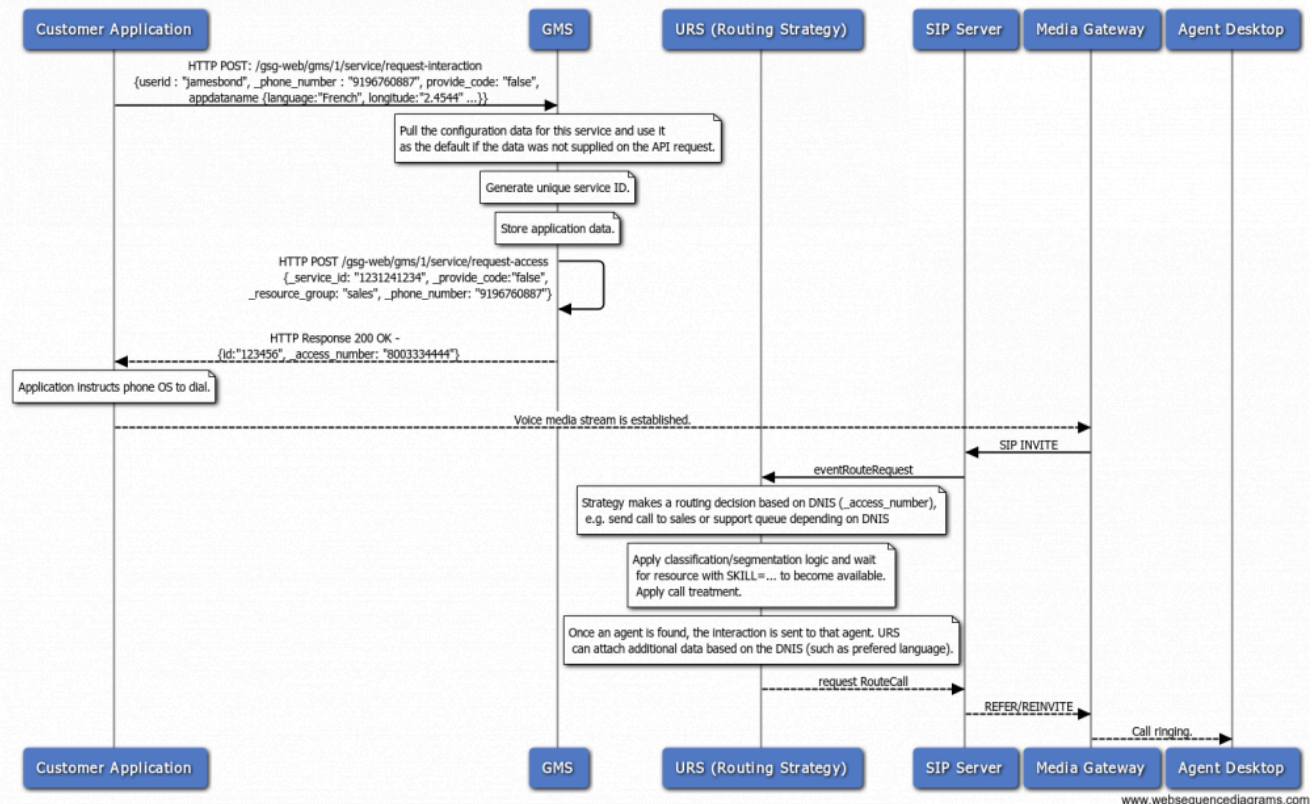 Customer Application
GMS
URS (Routing Strategy)
SIP Server
Media Gateway
Agent Desktop
HTTP POST: /gsg-web/gms/1/service/request-interaction
{userid : "jamesbond", _phone_number : "9196760887", provide_code: "false",
appdataname {language:"French", longitude:"2.4544" ...}}
Pull the configuration data for this service and use it
as the default if the data was not supplied on the API request.
Generate unique service ID.
Store application data.
HTTP POST /gsg-web/gms/1/service/request-access
{_service_id: "1231241234", _provide_code:"false",
_resource_group: "sales", _phone_number: "9196760887"}
HTTP Response 200 OK -
{id:"123456", _access_number: "8003334444"}
Application instructs phone OS to dial.
Voice media stream is established.
SIP INVITE
eventRouteRequest
Strategy makes a routing decision based on DNIS (_access_number),
e.g. send call to sales or support queue depending on DNIS
Apply classification/segmentation logic and wait
for resource with SKILL=... to become available.
Apply call treatment.
Once an agent is found, the interaction is sent to that agent. URS
can attach additional data based on the DNIS (such as prefered language).
request RouteCall
REFER/REINVITE
Call ringing.
Customer Application
GMS
URS (Routing Strategy)
SIP Server
Media Gateway
Agent Desktop
www.websequencediagrams.com